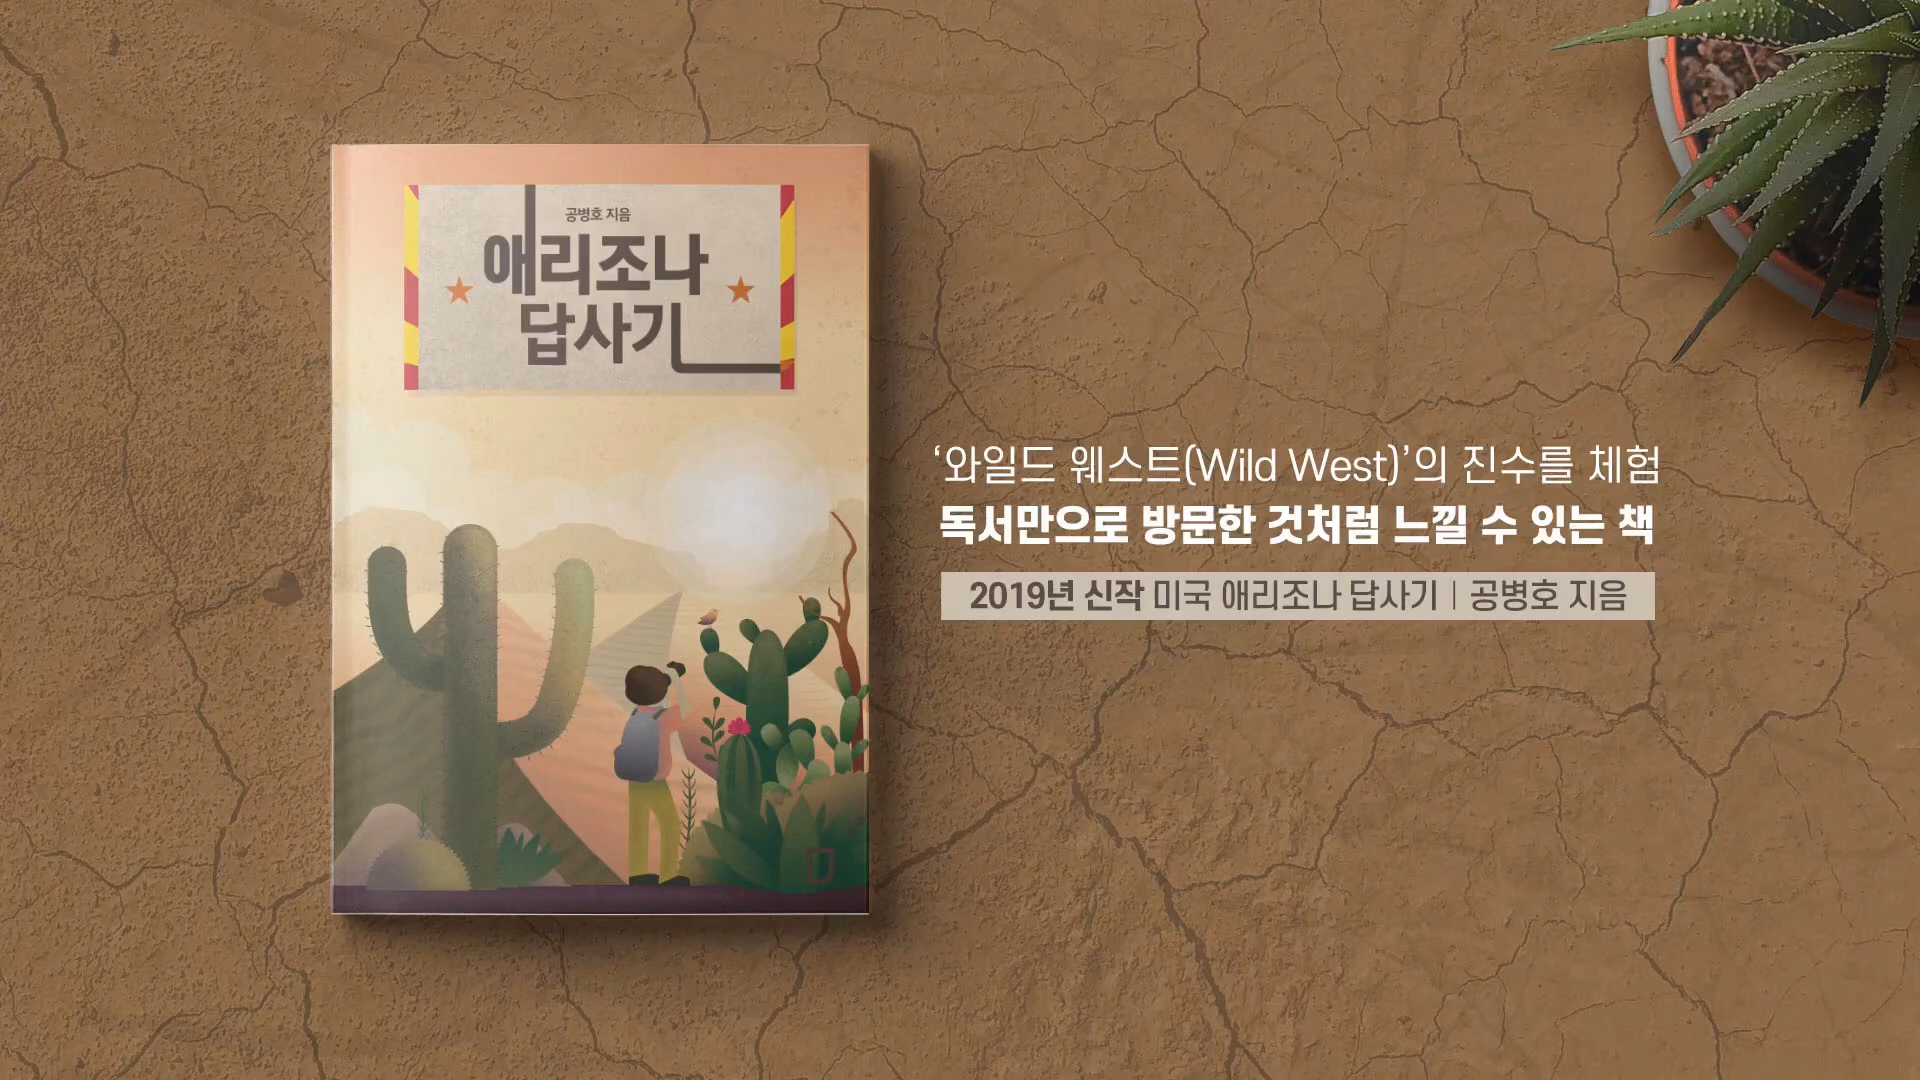 공병호 지음
애리조나
답사기
‘와일드 웨스트(Wild West)’의 진수를 체험
독서만으로 방문한 것처럼 느낄 수 있는 책
2019년 신작 미국 애리조나 답사기 | 공병호 지음